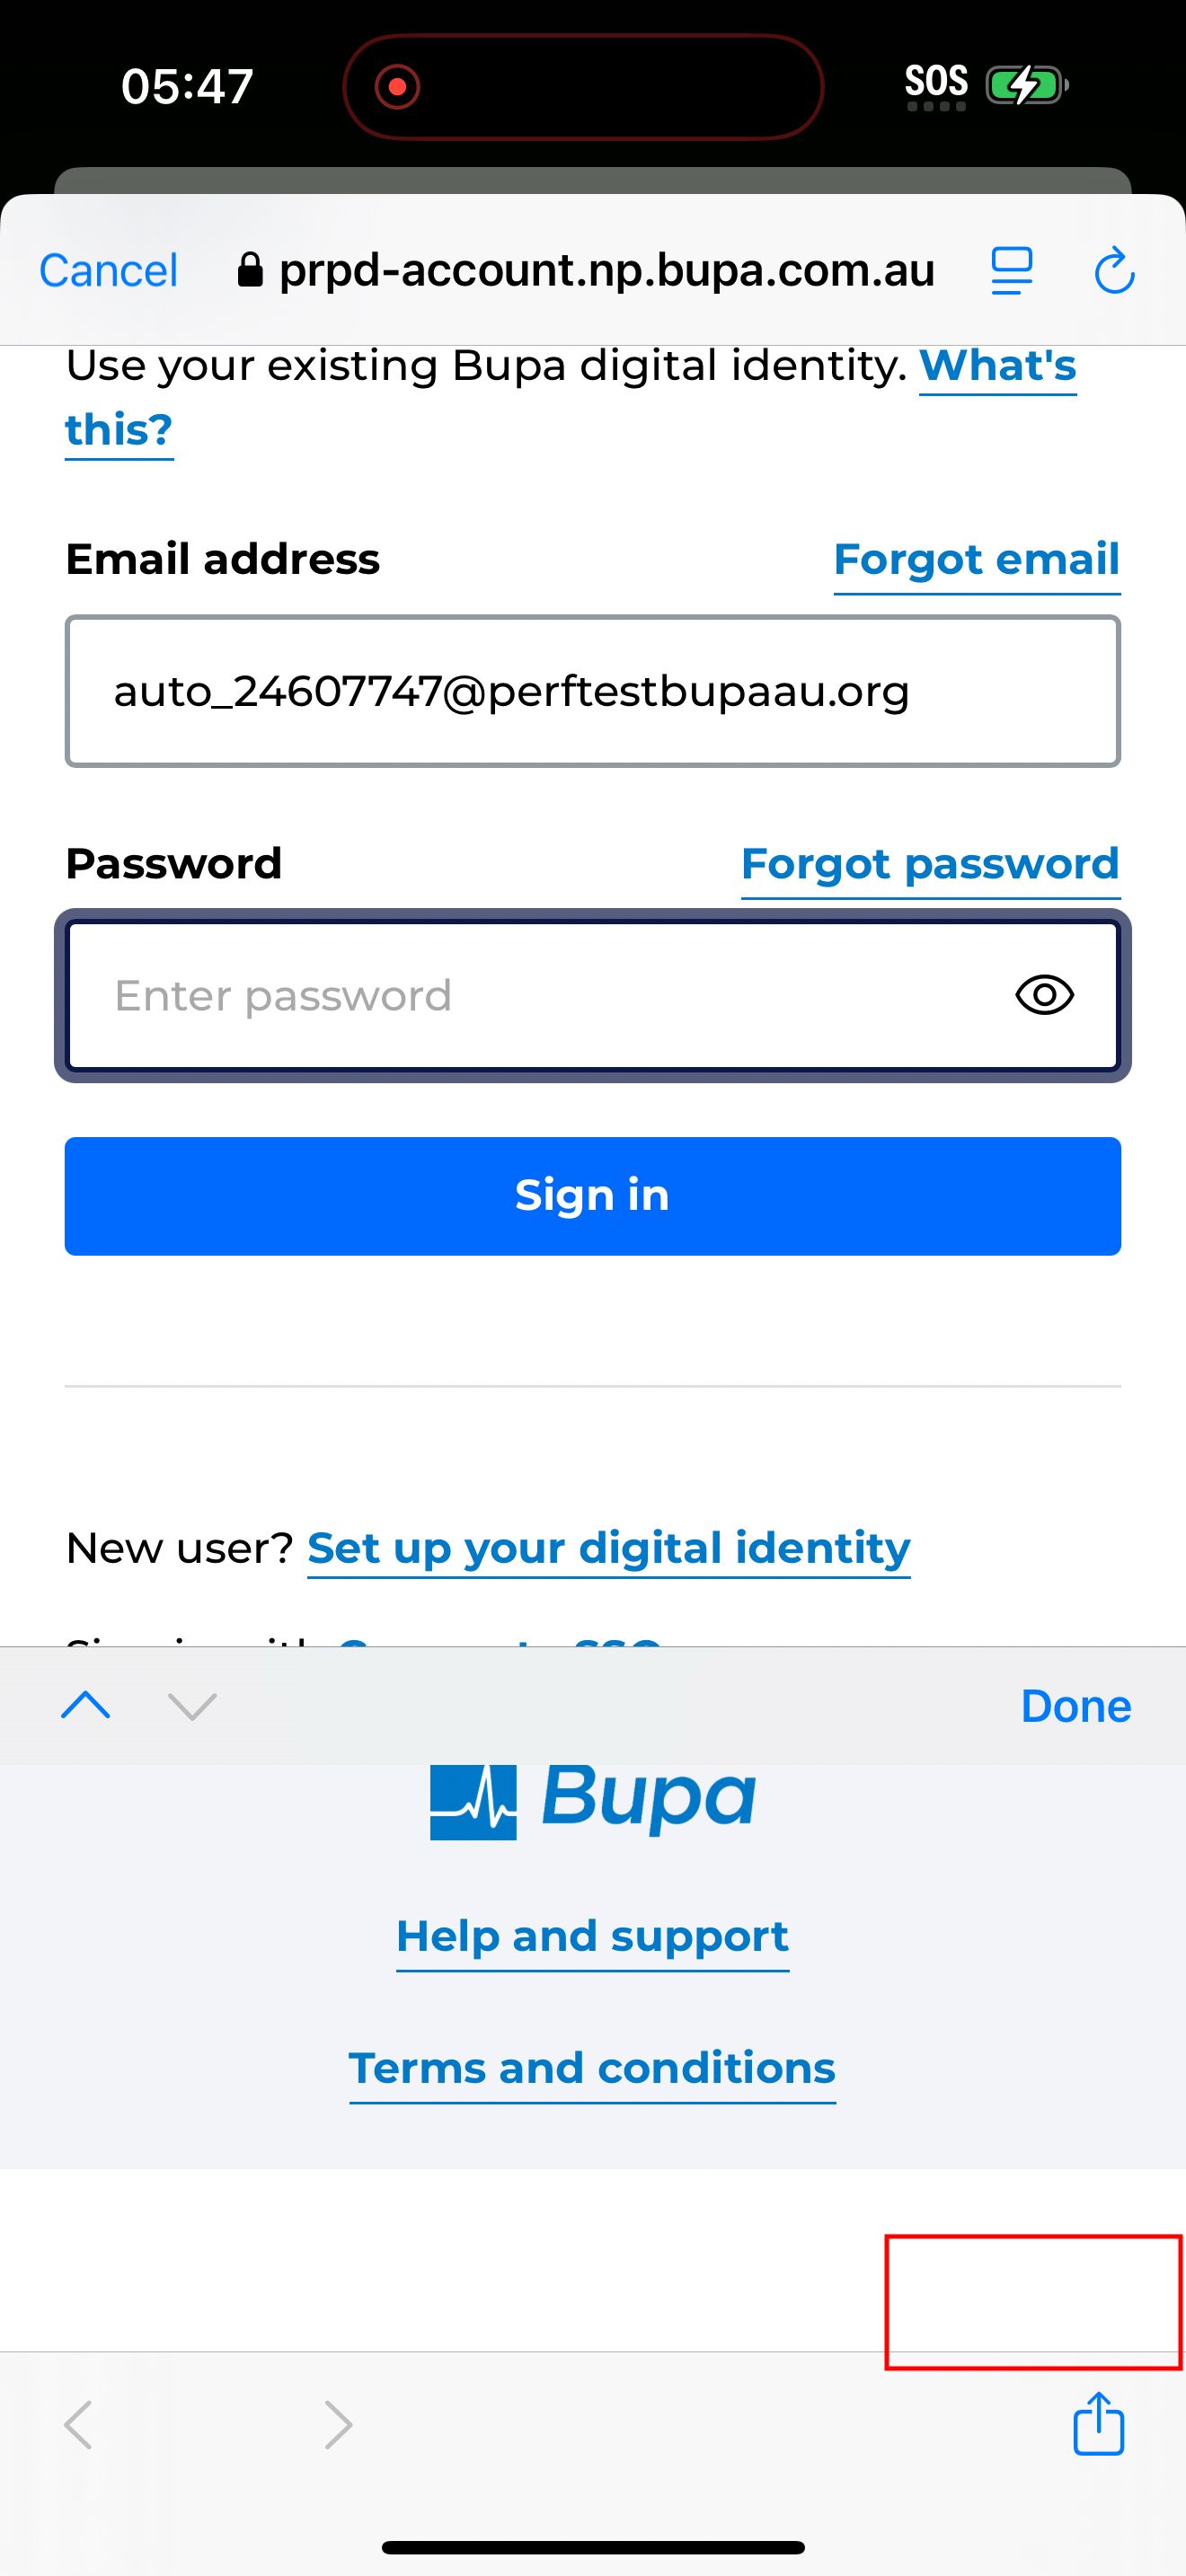 05:47
SOS
Cancel
prpd-account.np.bupa.com.au
Use your existing Bupa digital identity. What's
this?
Email address
Forgot email
auto_24607747@perftestbupaau.org
Password
Forgot password
Enter password
Sign in
New user? Set up your digital identity
Done
Bupa
Help and support
Terms and conditions